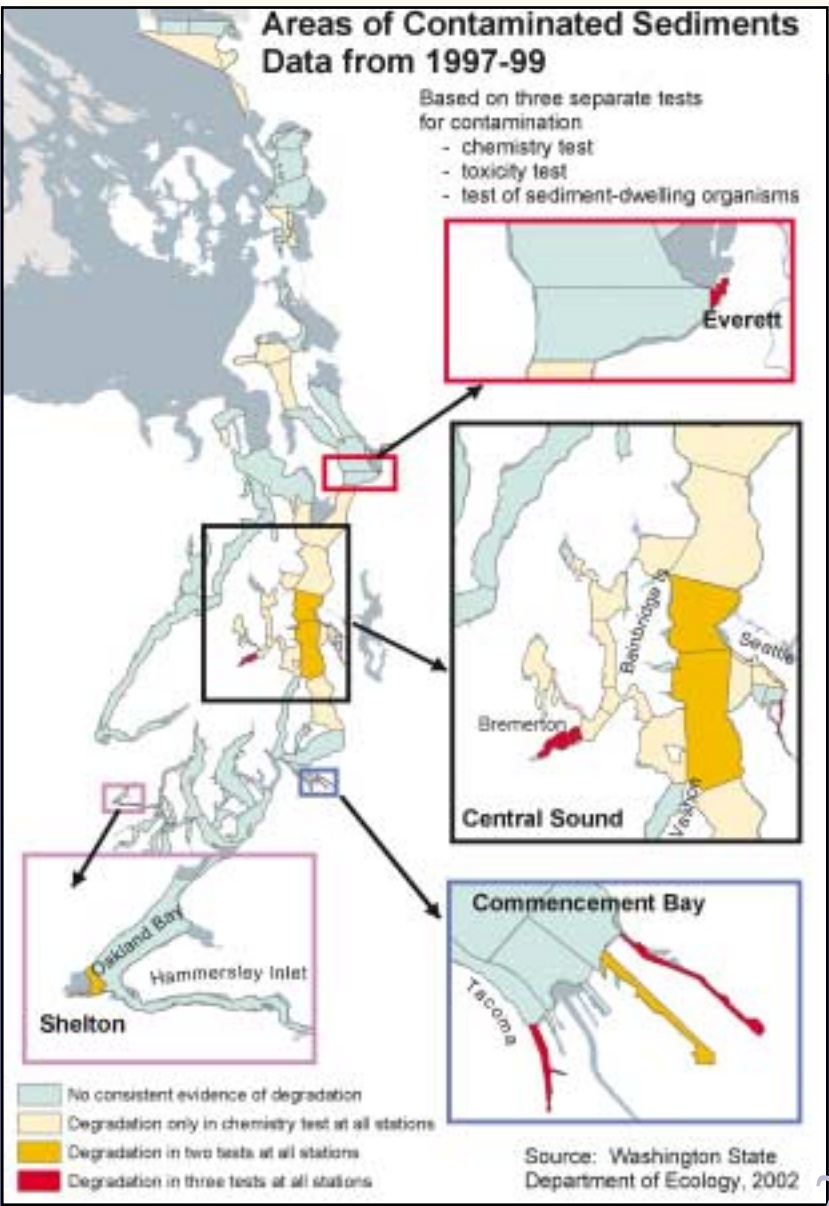 Areas of Contaminated Sediments
Data from 1997-99
Based on three separate tests
for contamination
- chemistry test
- toxicity test
- test of sediment-dwelling organisms
Everett
Bainbridge Is
Seattle
Bremerton
Vashon
Central Sound
Commencement Bay
Tacoma
Oakland Bay
Hammersley Inlet
Shelton
No consistent evidence of degradation
Degradation only in chemistry test at all stations
Degradation in two tests at all stations
Degradation in three tests at all stations
Source: Washington State
Department of Ecology, 2002